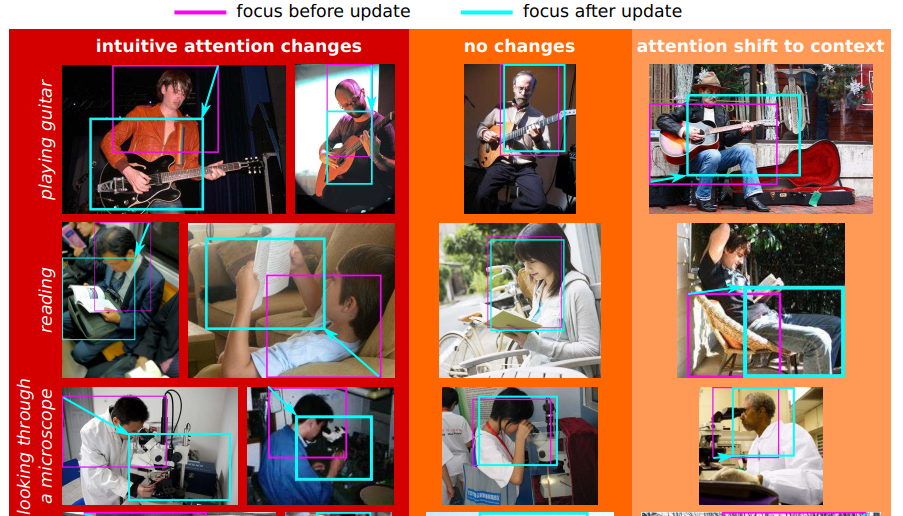 focus before update
focus after update
intuitive attention changes
no changes
attention shift to context
playing guitar
reading
looking through
a microscope